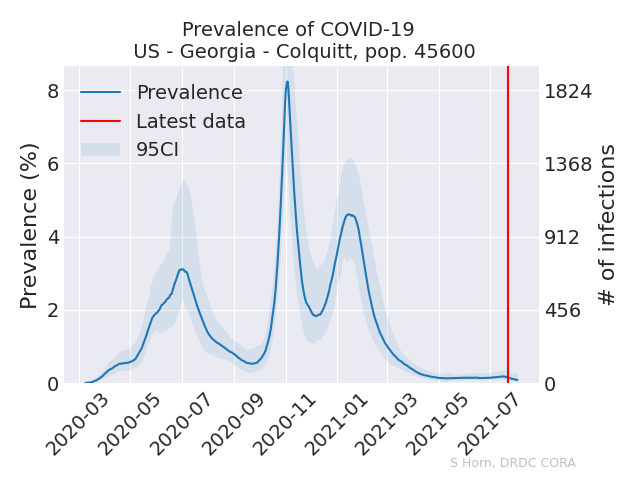 Prevalence of COVID-19
US - Georgia - Colquitt, pop. 45600
Prevalence
Latest data
95CI
Prevalence (%)
8
6
4
2
0
1824
1368
912
456
0
# of infections
2020-03
2020-05
2020-07
2020-09
2020-11
2021-01
2021-03
2021-05
2021-07
S Horn, DRDC CORA